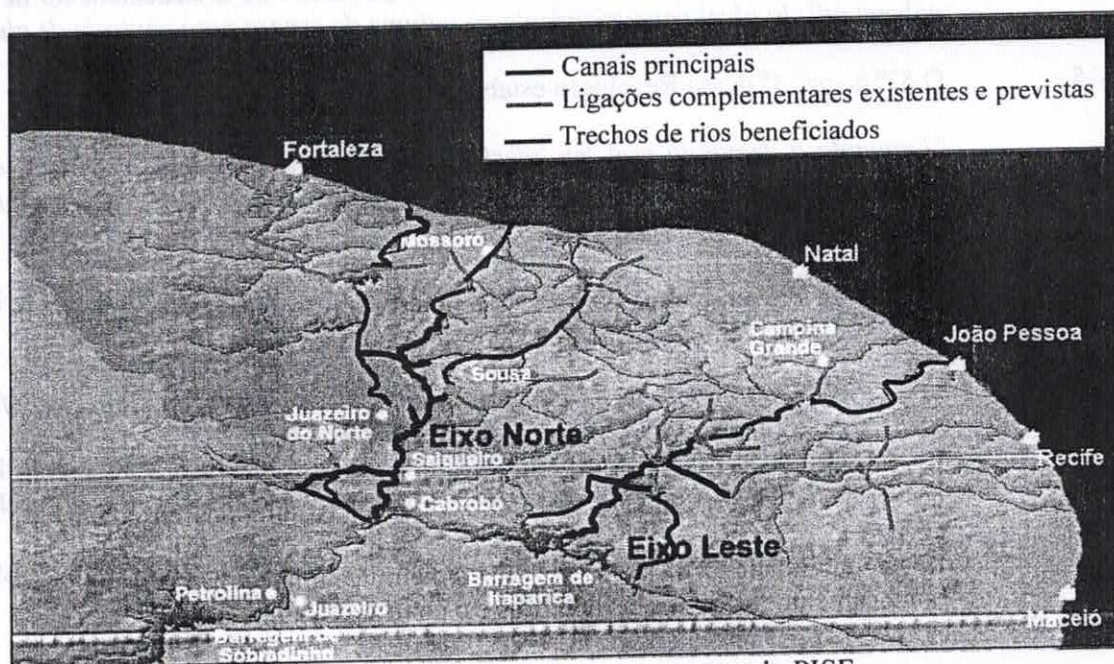 Canais principais
Ligações complementares existentes e previstas
Trechos de rios beneficiados
Fortaleza
Mossoro
Natal
Campina
Grande
João Pessoa
Sousa
Juazeiro
do Norte
Eixo Norte
Salgueiro
Recife
Cabrobó
Eixo Leste
Barragem de
Itaparica
Petrolina
Juazeiro
Maceió
Barragem de
Sobradinho